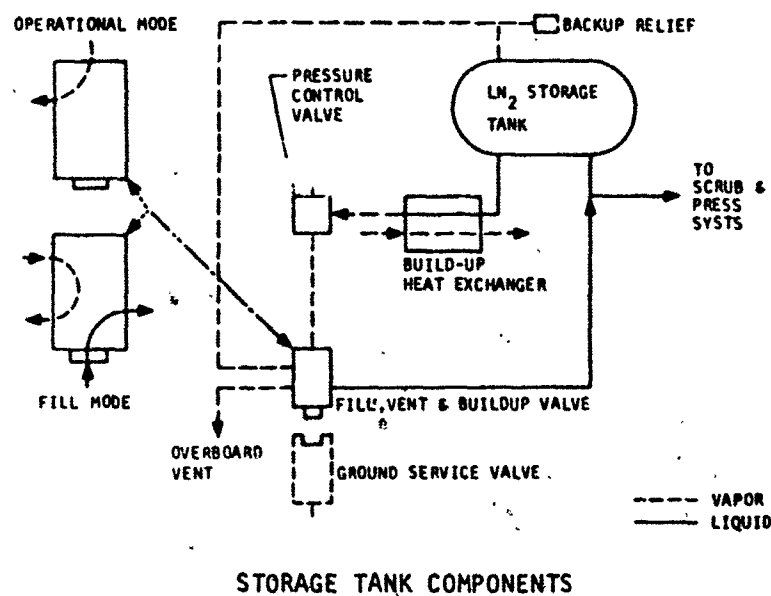 OPERATIONAL MODE
BACKUP RELIEF
PRESSURE
CONTROL
VALVE
LN2 STORAGE
TANK
TO
SCRUB &
PRESS
SYSTS
BUILD-UP
HEAT EXCHANGER
FILL MODE
FILL, VENT & BUILDUP VALVE
OVERBOARD
VENT
GROUND SERVICE VALVE
VAPOR
LIQUID
STORAGE TANK COMPONENTS